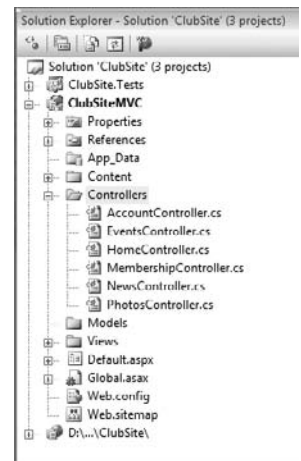 Solution Explorer - Solution 'ClubSite' (3 projects)
Solution 'ClubSite' (3 projects)
ClubSite.Tests
ClubSiteMVC
Properties
References
App_Data
Content
Controllers
AccountController.cs
EventsController.cs
HomeController.cs
MembershipController.cs
NewsController.cs
PhotosController.cs
Models
Views
Default.aspx
Global.asax
Web.config
Web.sitemap
D:\...\ClubSite\